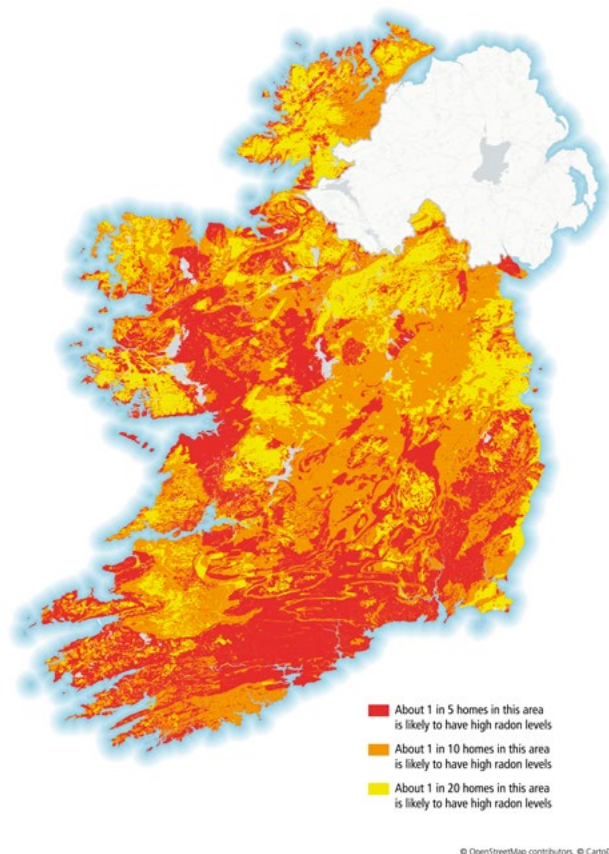 About 1 in 5 homes in this area
is likely to have high radon levels
About 1 in 10 homes in this area
is likely to have high radon levels
About 1 in 20 homes in this area
is likely to have high radon levels
© OpenStreetMap contributors, © CartoD